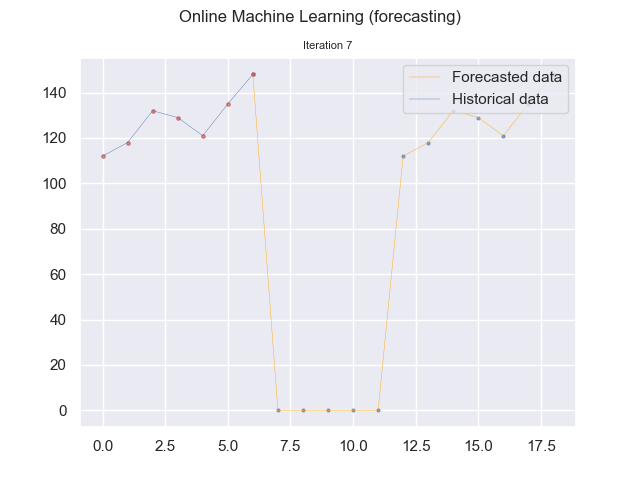 Online Machine Learning (forecasting)
Iteration 7
Forecasted data
Historical data
140
120
100
80
60
40
20
0
0.0 2.5 5.0 7.5 10.0 12.5 15.0 17.5